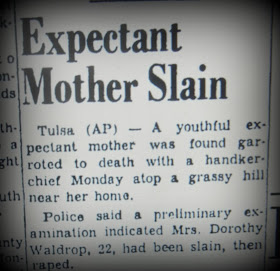 Expectant
Mother Slain
Tulsa (AP) — A youthful ex-
pectant mother was found gar-
roted to death with a handker-
chief Monday atop a grassy hill
near her home.
Police said a preliminary ex-
amination indicated Mrs. Dorothy
Waldrop, 22, had been slain, then
raped.